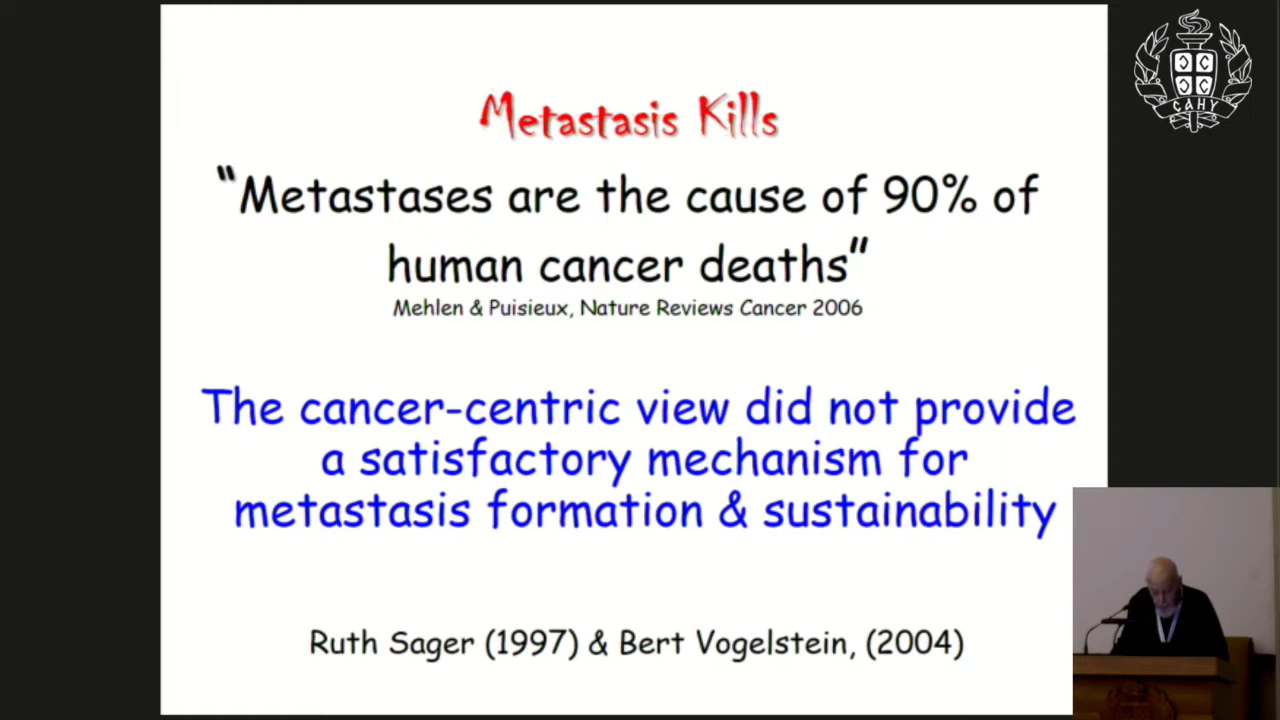 Metastasis Kills
“Metastases are the cause of 90% of
human cancer deaths”
Mehlen & Puisieux, Nature Reviews Cancer 2006
The cancer-centric view did not provide
a satisfactory mechanism for
metastasis formation & sustainability
Ruth Sager (1997) & Bert Vogelstein, (2004)
САНУ